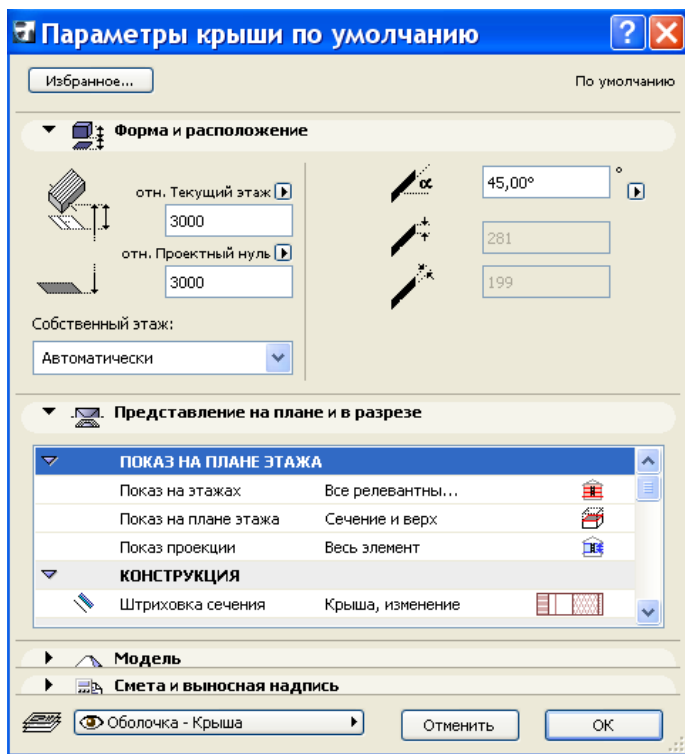 Параметры крыши по умолчанию
Избранное...
По умолчанию
Форма и расположение
отн. Текущий этаж
3000
отн. Проектный нуль
3000
Собственный этаж:
Автоматически
α
45,00°
°
281
199
Представление на плане и в разрезе
ПОКАЗ НА ПЛАНЕ ЭТАЖА
Показ на этажах Все релевантны...
Показ на плане этажа Сечение и верх
Показ проекции Весь элемент
КОНСТРУКЦИЯ
Штриховка сечения Крыша, изменение
Модель
Смета и выносная надпись
Оболочка - Крыша
Отменить
OK